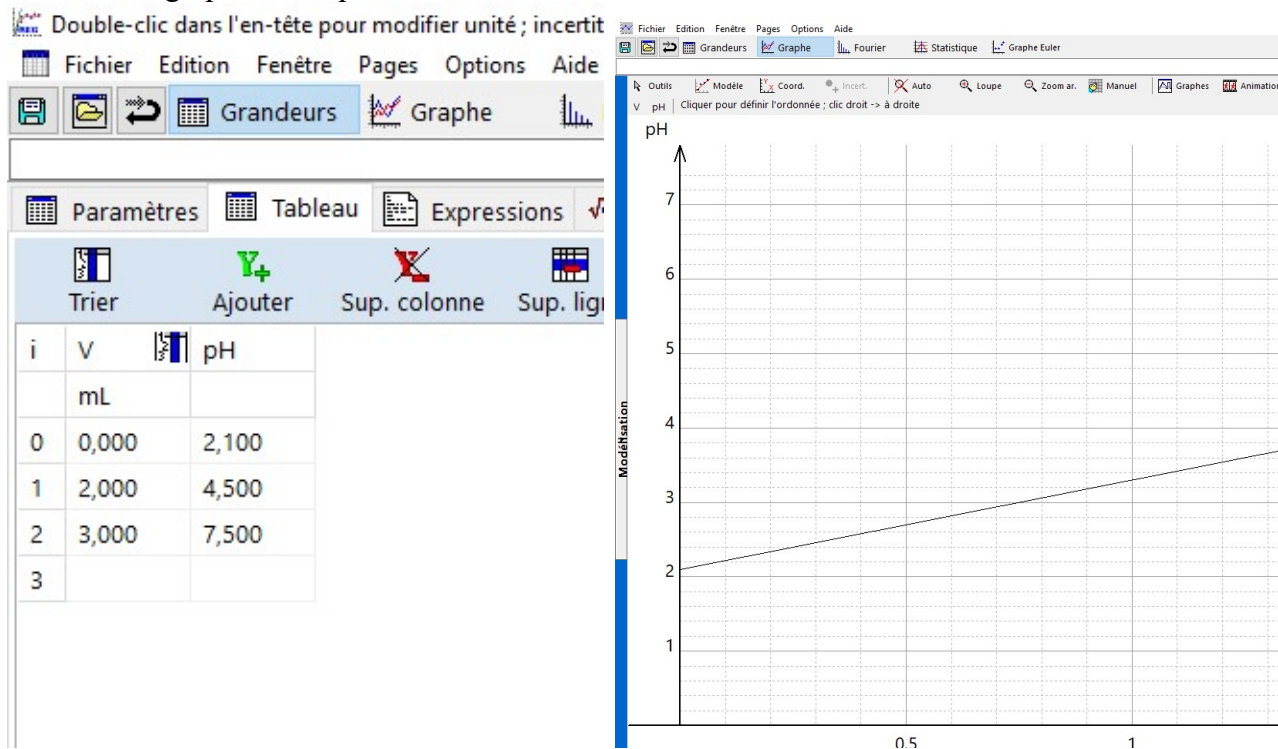 Double-clic dans l'en-tête pour modifier unité ; incertit
Fichier Edition Fenêtre Pages Options Aide
Grandeurs Graphe
Paramètres Tableau Expressions
Trier Ajouter Sup. colonne Sup. lign
i V pH
mL
0 0,000 2,100
1 2,000 4,500
2 3,000 7,500
3
Fichier Edition Fenêtre Pages Options Aide
Grandeurs Graphe Fourier Statistique Graphe Euler
Outils Modèle Coord. Incert. Auto Loupe Zoom ar. Manuel Graphes Animation
V pH Cliquer pour définir l'ordonnée ; clic droit -> à droite
pH
7
6
5
4
3
2
1
0.5 1
Modélisation